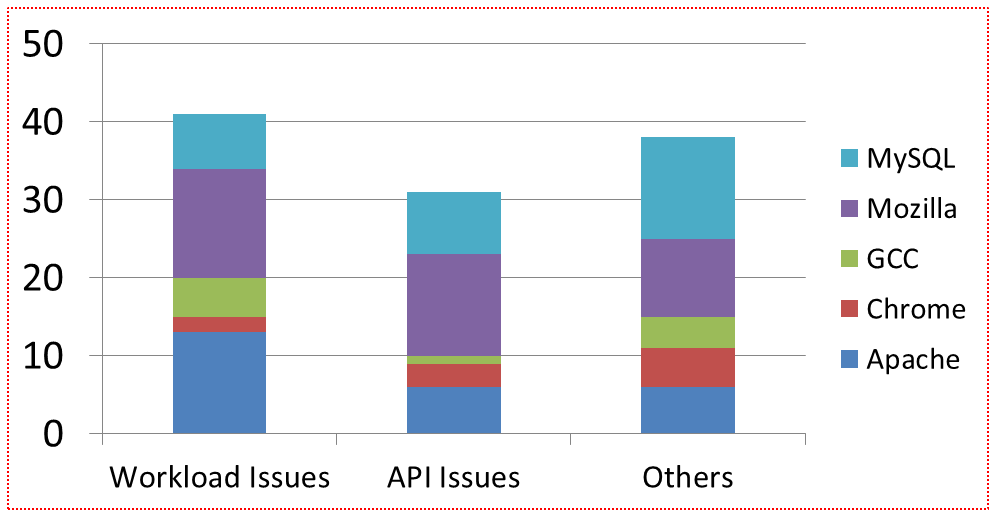 50
40
30
20
10
0
Workload Issues
API Issues
Others
MySQL
Mozilla
GCC
Chrome
Apache